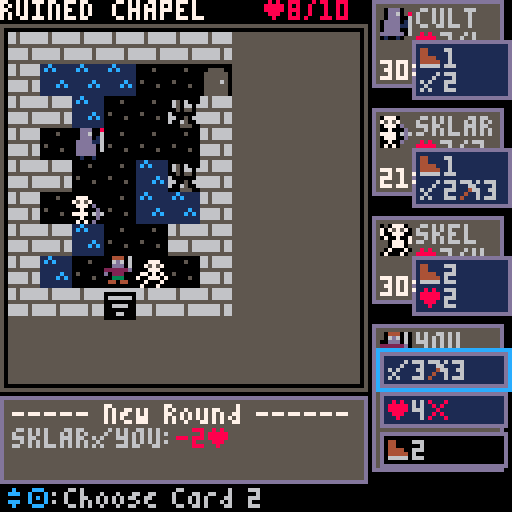 RUINED CHAPEL 8/10
CULT
30:
1
2
SKLAR
21:
1
2 3
SKEL
30:
2
2
YOU
3 3
4
2
----- New Round ------
SKLAR YOU: -2
: Choose Card 2